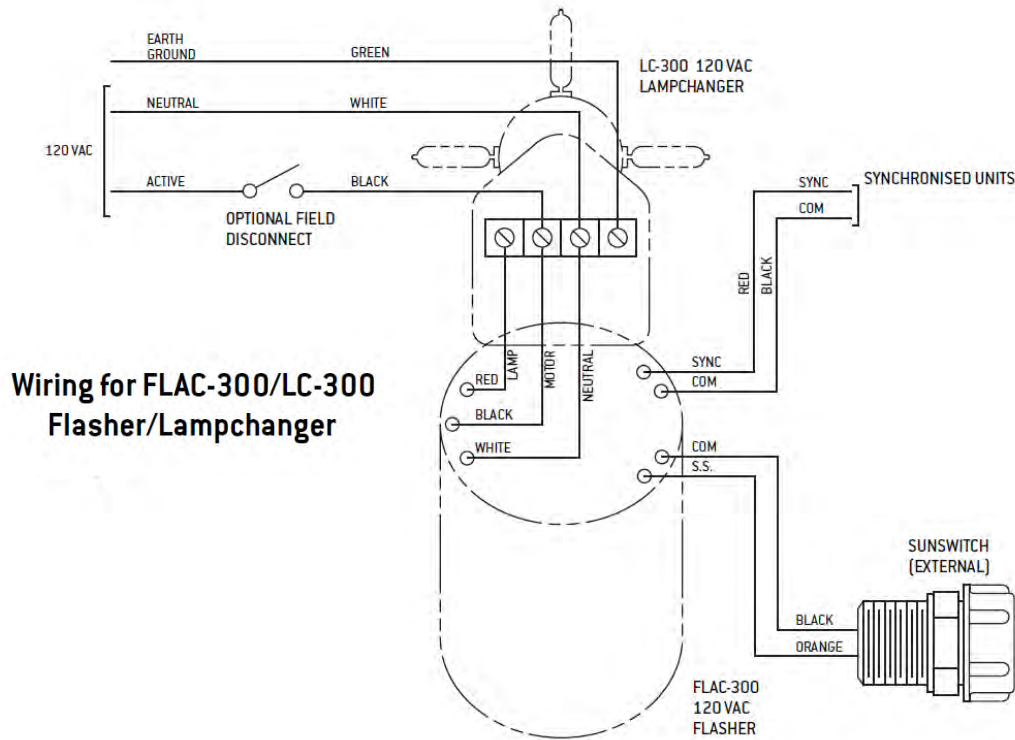 EARTH
GROUND
GREEN
LC-300 120 VAC
LAMPCHANGER
NEUTRAL
WHITE
120 VAC
ACTIVE
BLACK
OPTIONAL FIELD
DISCONNECT
SYNC
SYNCHRONISED UNITS
COM
RED
BLACK
Wiring for FLAC-300/LC-300
Flasher/Lampchanger
LAMP
MOTOR
NEUTRAL
RED
BLACK
WHITE
SYNC
COM
COM
S.S.
SUNSWITCH
(EXTERNAL)
BLACK
ORANGE
FLAC-300
120 VAC
FLASHER